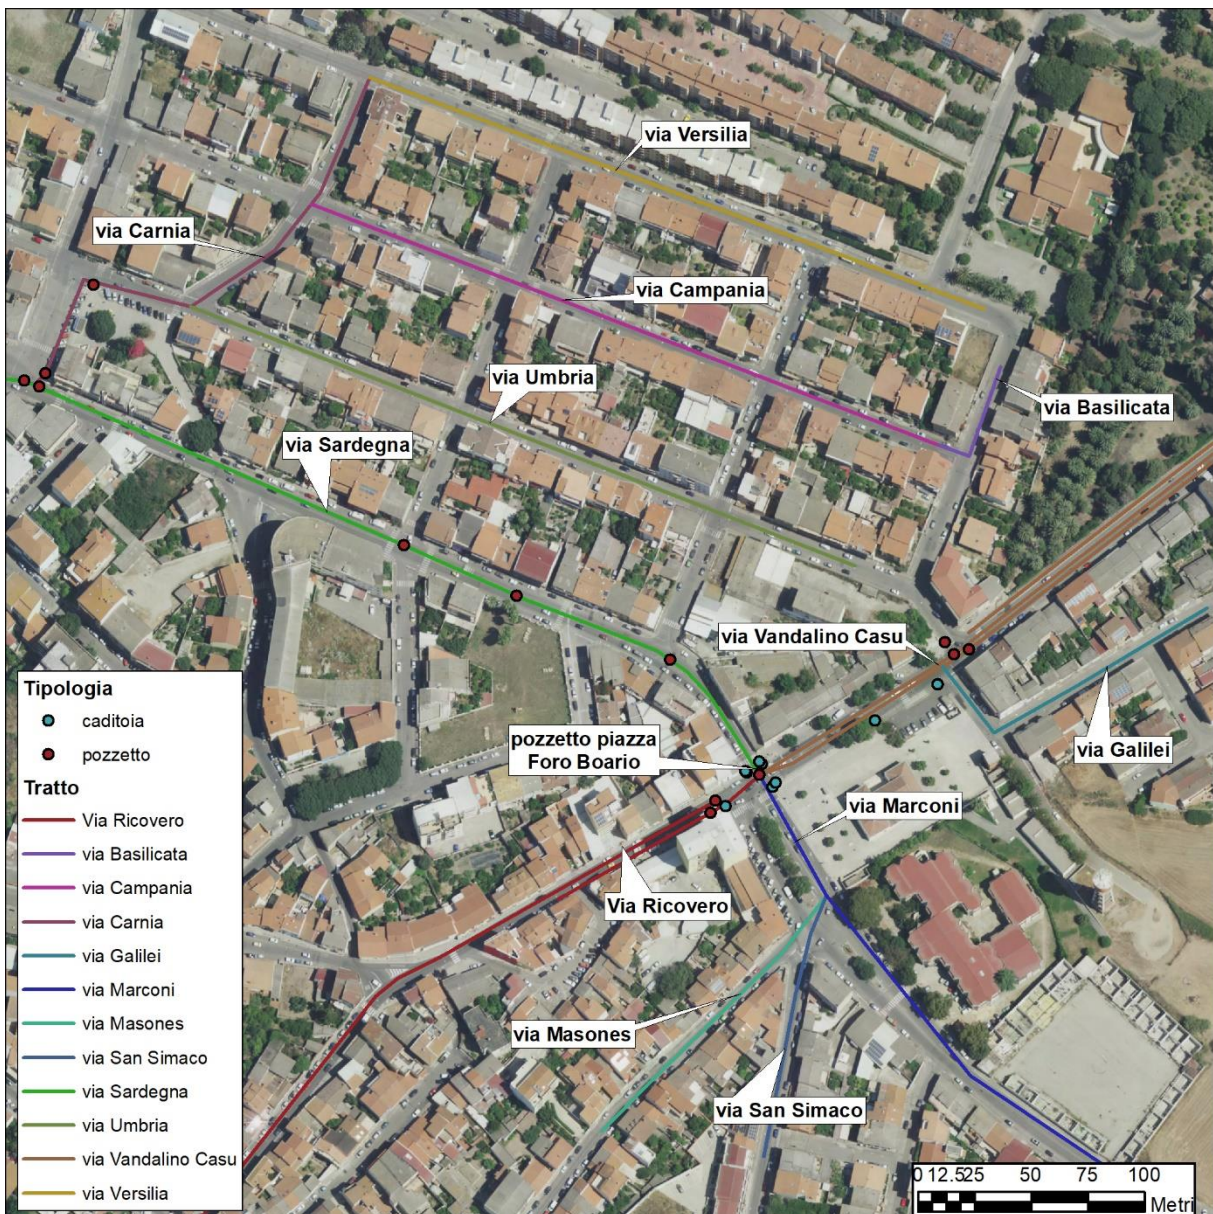 via Versilia
via Carnia
via Campania
via Umbria
via Basilicata
via Sardegna
via Vandalino Casu
pozzetto piazza
Foro Boario
via Galilei
via Marconi
Via Ricovero
via Masones
via San Simaco
Tipologia
caditoia
pozzetto
Tratto
Via Ricovero
via Basilicata
via Campania
via Carnia
via Galilei
via Marconi
via Masones
via San Simaco
via Sardegna
via Umbria
via Vandalino Casu
via Versilia
0 12.525 50 75 100
Metri